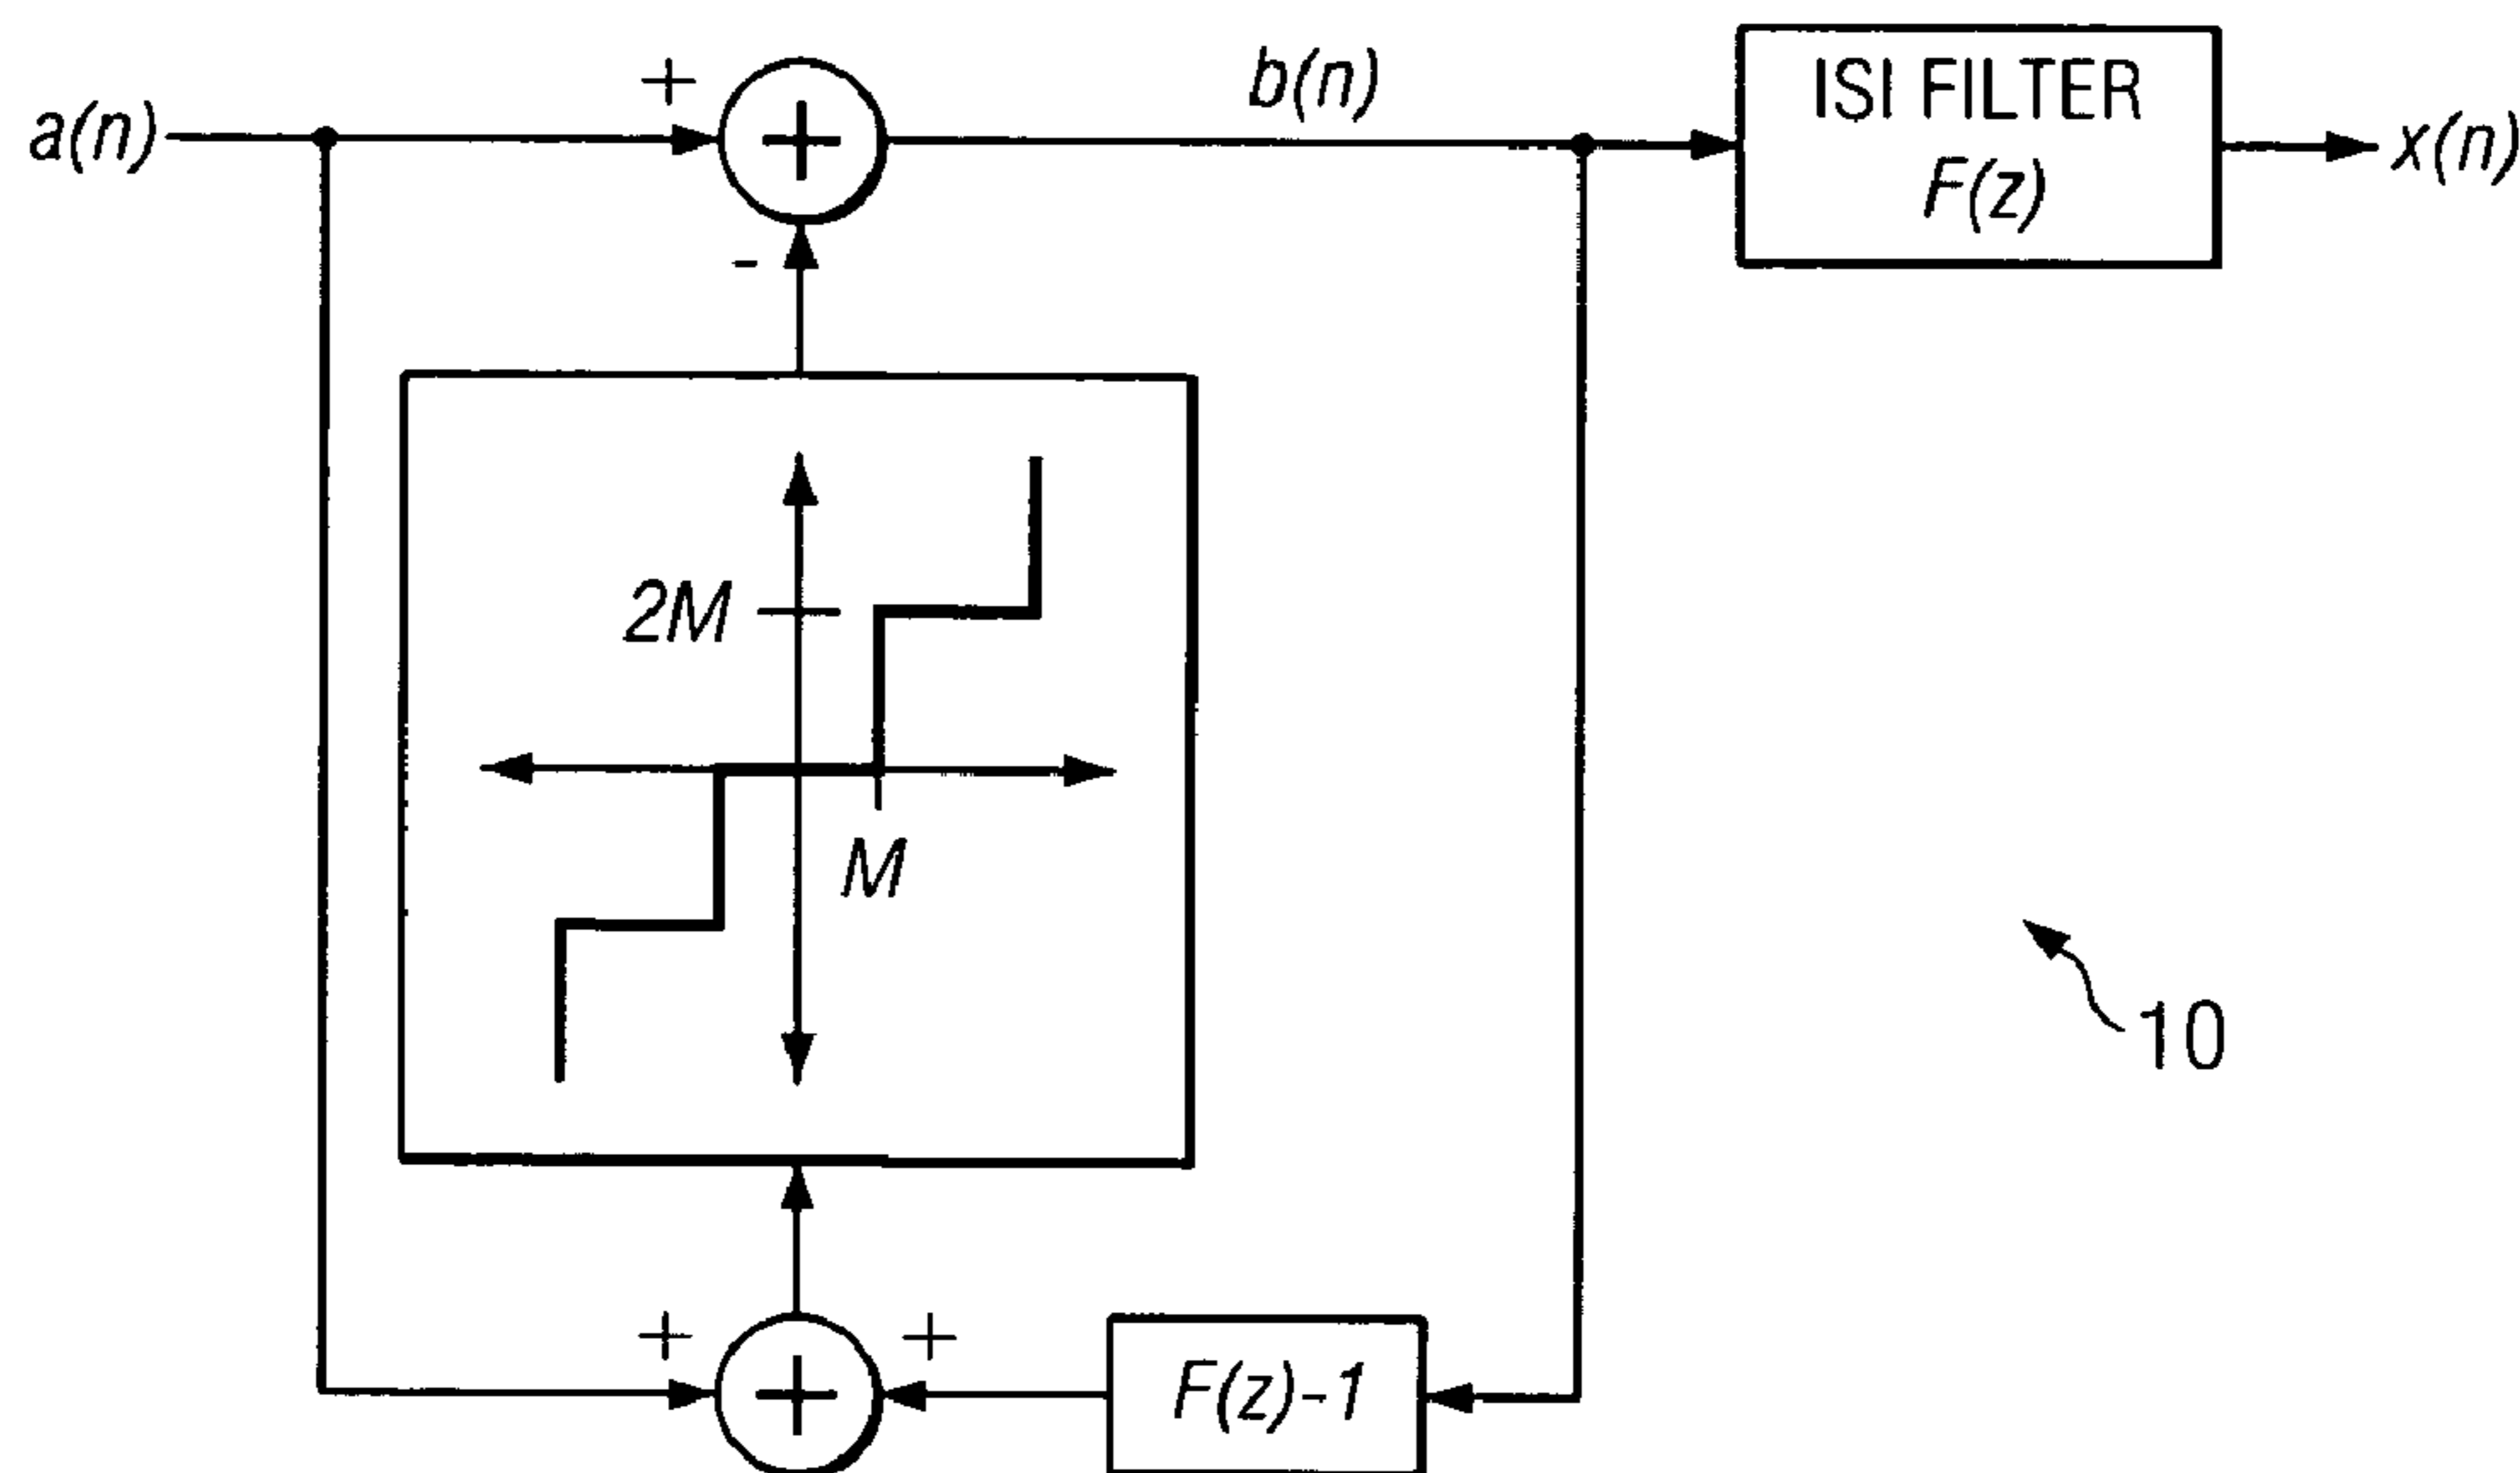 a(n)
+
b(n)
ISI FILTER
F(z)
x(n)
-
2M
M
10
+
+
F(z)-1